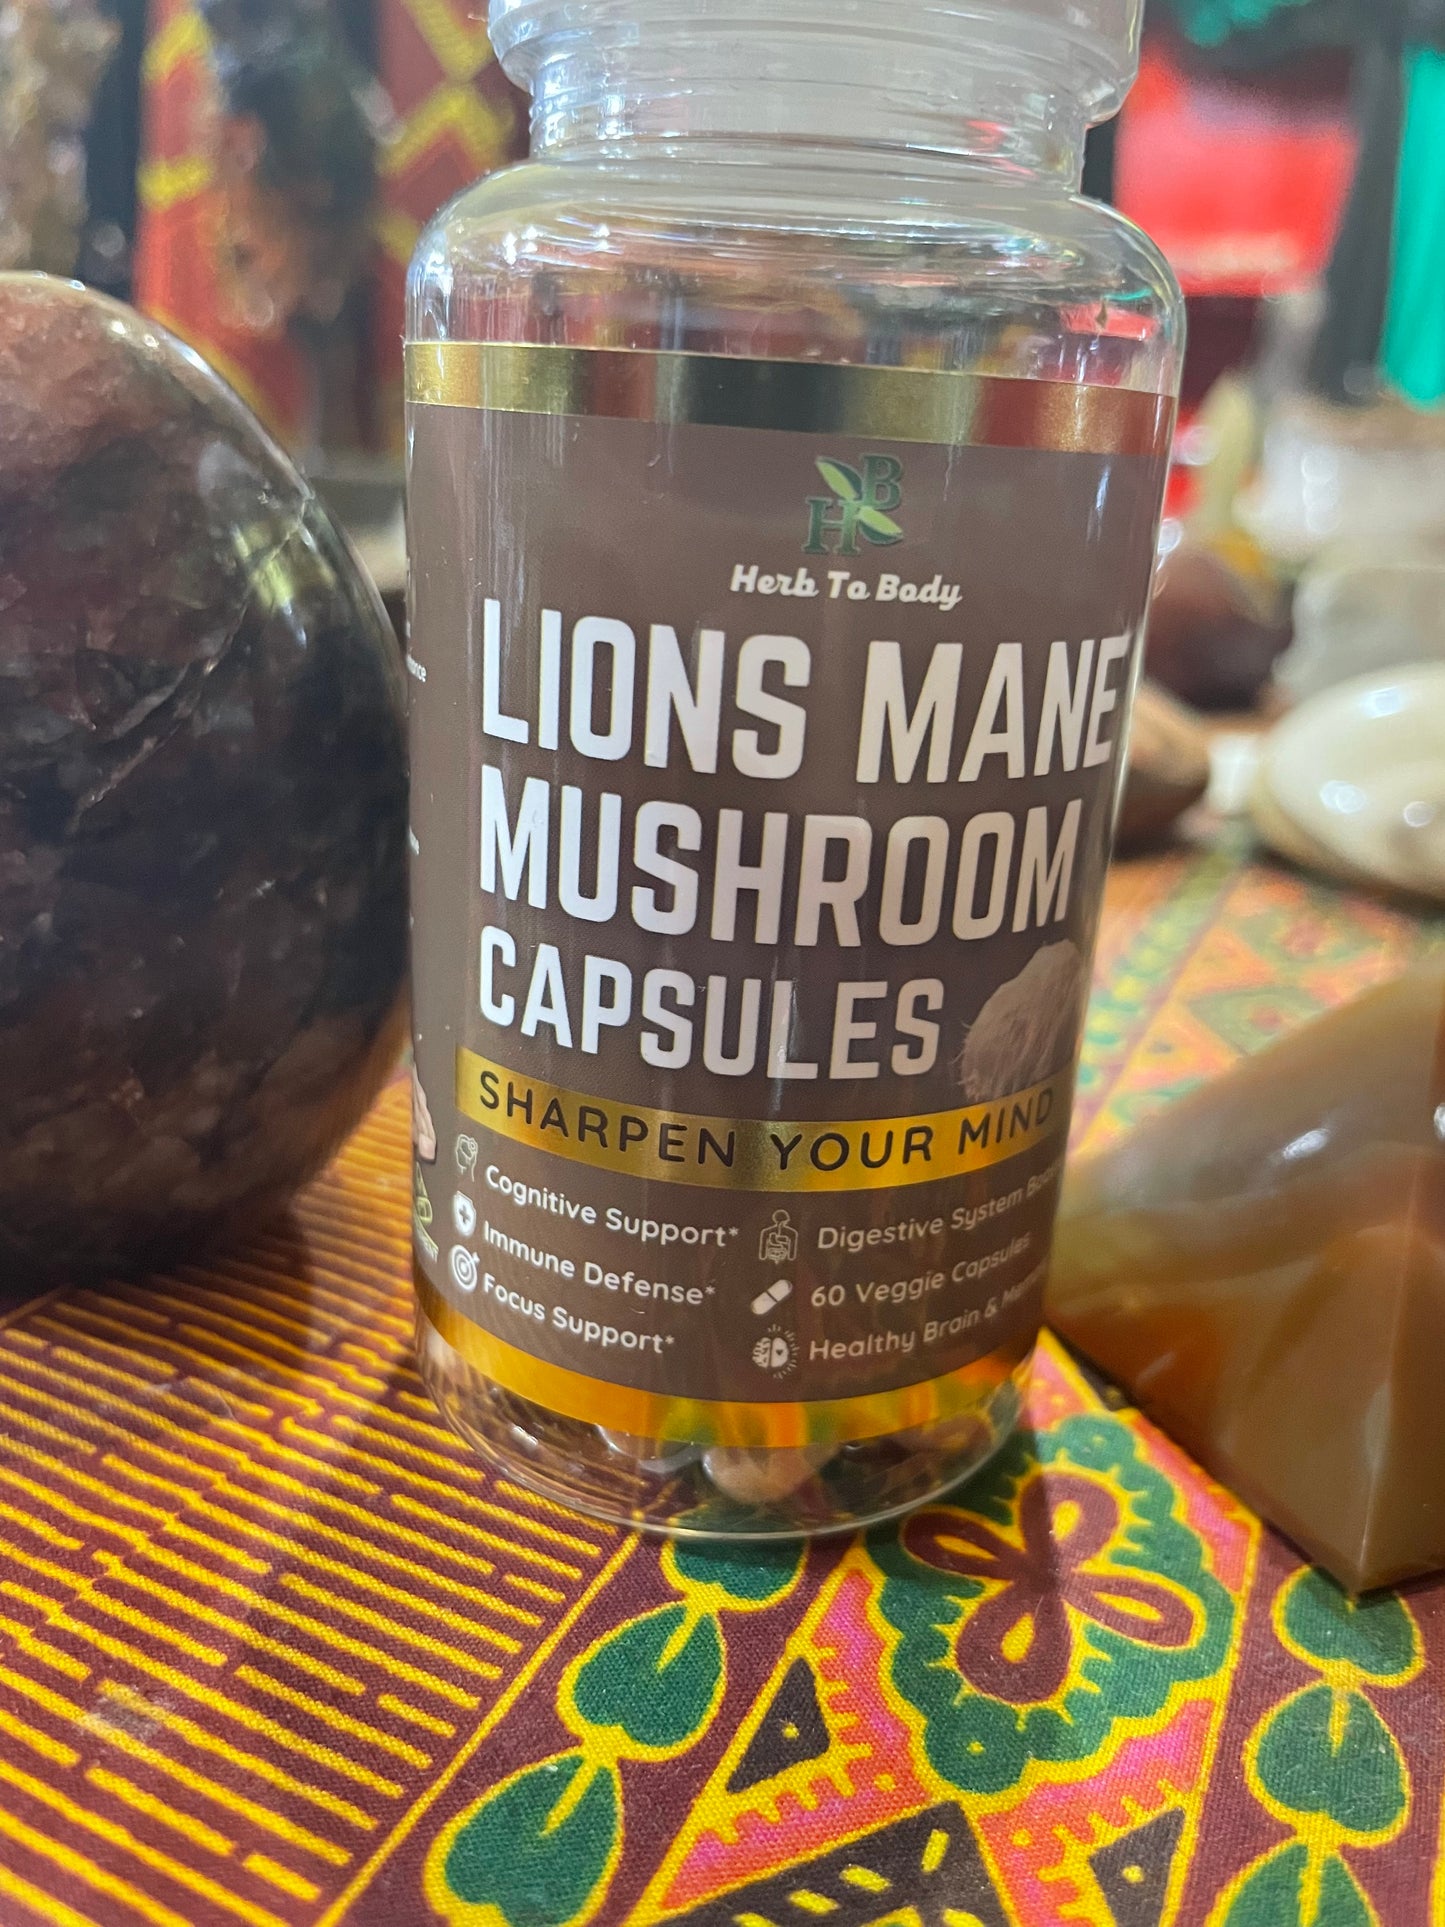 HB
Herb To Body
LIONS MANE
MUSHROOM
CAPSULES
SHARPEN YOUR MIND
Cognitive Support*
Immune Defense*
Focus Support*
Digestive System
60 Veggie Capsules
Healthy Brain &